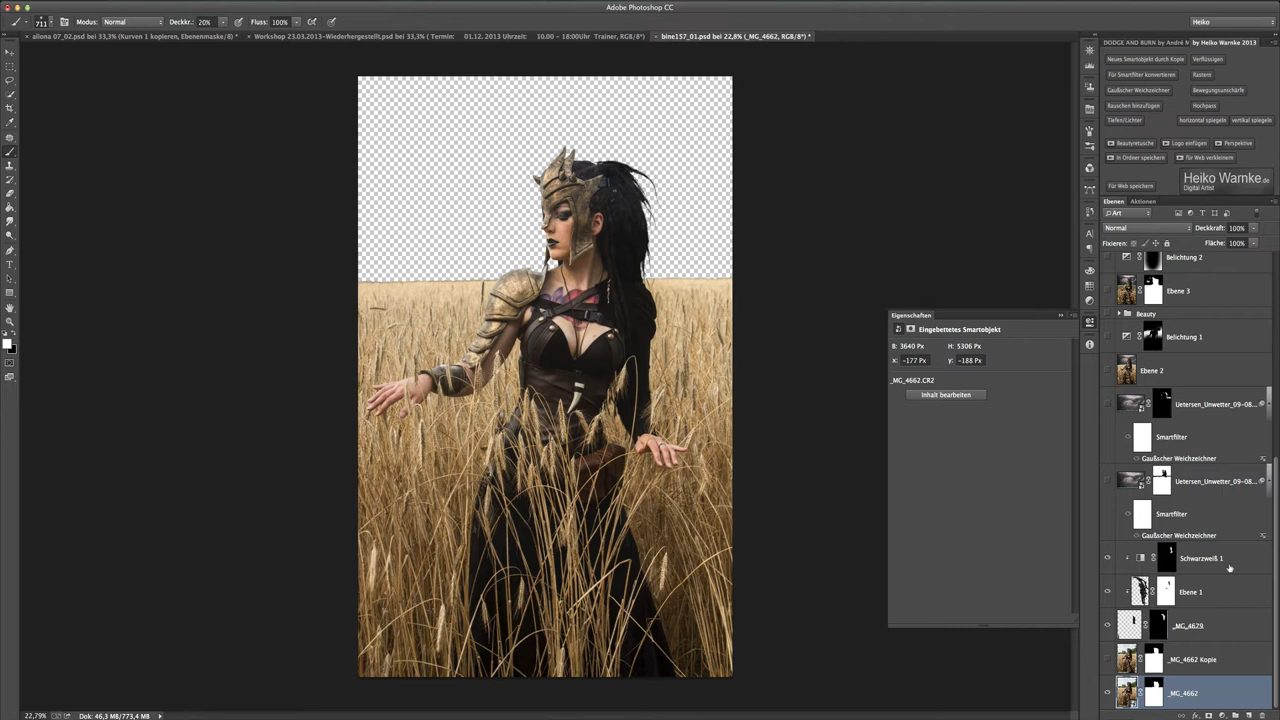 Adobe Photoshop CC
711
Modus: Normal
Deckkr.: 20%
Fluss: 100%
Heiko
ailona 07_02.psd bei 33,3% (Kurven 1 kopieren, Ebenenmaske/8) *
Workshop 23.03.2013-Wiederhergestellt.psd bei 33,3% ( Termin: 01.12. 2013 Uhrzeit: 10.00 - 18:00Uhr Trainer, RGB/8*) *
bine157_01.psd bei 22,8% (_MG_4662, RGB/8*) *
DODGE AND BURN by André M
by Heiko Warnke 2013
Neues Smartobjekt durch Kopie
Verflüssigen
Für Smartfilter konvertieren
Rastern
Gaußscher Weichzeichner
Bewegungsunschärfe
Rauschen hinzufügen
Hochpass
Tiefen/Lichter
horizontal spiegeln
vertikal spiegeln
Beautyretusche
Logo einfügen
Perspektive
in Ordner speichern
für Web verkleinern
Für Web speichern
Heiko Warnke.de
Digital Artist
Ebenen
Aktionen
Art
Normal
Deckkraft: 100%
Fixieren:
Fläche: 100%
Belichtung 2
Ebene 3
Beauty
Belichtung 1
Ebene 2
Uetersen_Unwetter_09-08...
Smartfilter
Gaußscher Weichzeichner
Uetersen_Unwetter_09-08...
Smartfilter
Gaußscher Weichzeichner
Schwarzweiß 1
Ebene 1
_MG_4679
_MG_4662 Kopie
_MG_4662
Eigenschaften
Eingebettetes Smartobjekt
B: 3640 Px
H: 5306 Px
x: -177 Px
y: -188 Px
_MG_4662.CR2
Inhalt bearbeiten
22,79%
Dok: 46,3 MB/773,4 MB